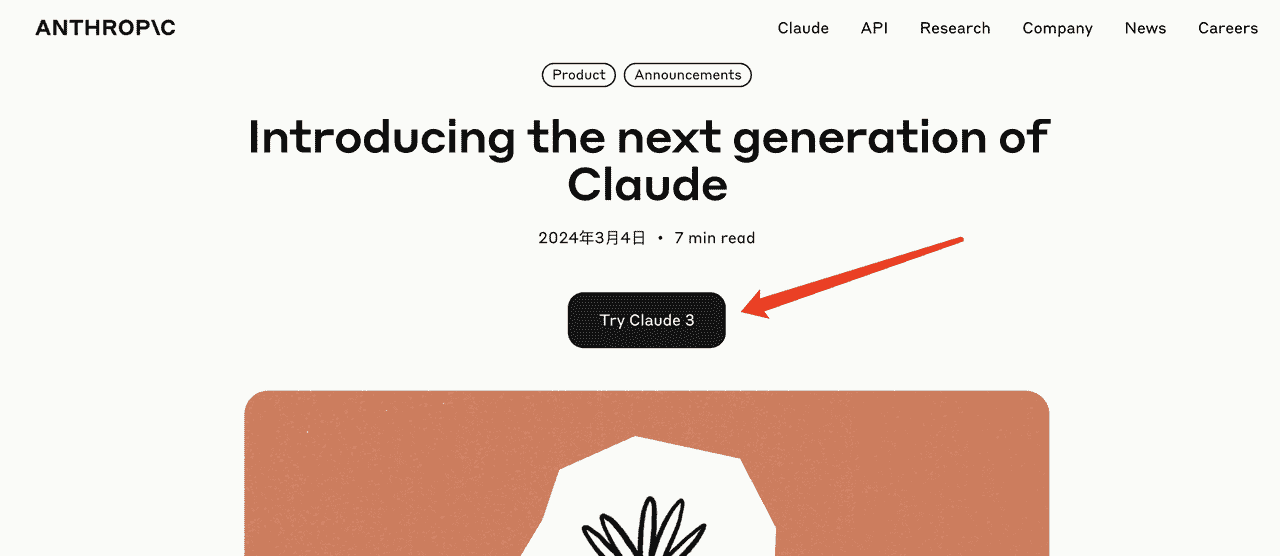 ANTHROP\C
Claude API Research Company News Careers
Product Announcements
Introducing the next generation of
Claude
2024年3月4日 • 7 min read
Try Claude 3